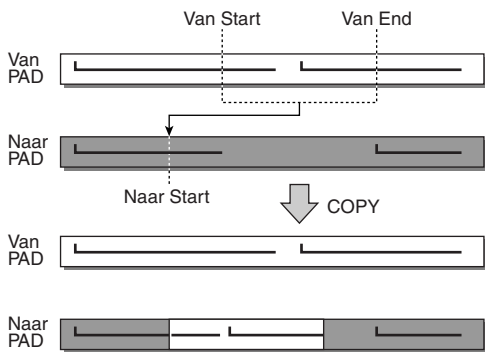 Van Start Van End
Van
PAD
Naar
PAD
Naar Start
COPY
Van
PAD
Naar
PAD